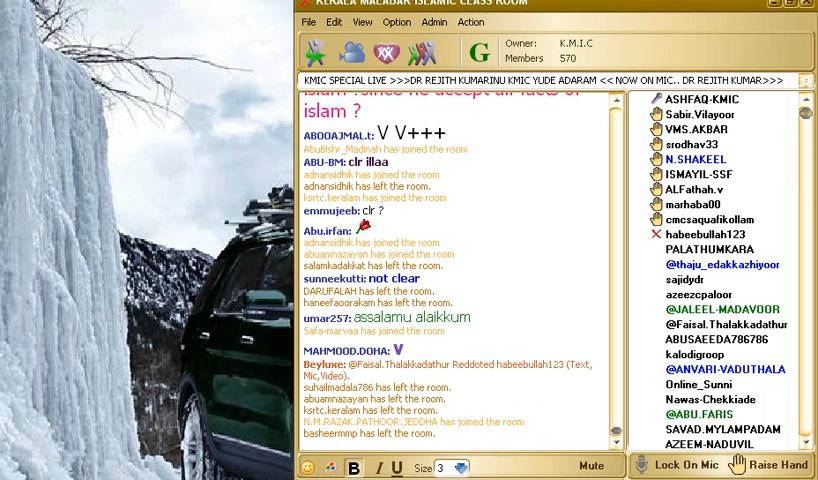 KERALA MALABAR ISLAMIC CLASS ROOM
File Edit View Option Admin Action
G Owner: K.M.I.C
Members 570
KMIC SPECIAL LIVE >>>DR REJITH KUMARINU KMIC YUDE ADARAM << NOW ON MIC.. DR REJITH KUMAR>>>
islam ?since he accept all facts of
islam ?
ABOOAJMAL.t: V V+++
AbuBishr_Madinah has joined the room
ABU-BM: clr illaa
adnansidhik has joined the room
adnansidhik has left the room.
ksrtc.keralam has joined the room
emmujeeb: clr ?
Abu.irfan:
adnansidhik has joined the room
abuamnazayan has joined the room
salamkadakkat has left the room.
sunneekutti: not clear
DARUFALAH has left the room.
haneefaoorakam has left the room.
umar257: assalamu alaikkum
Safa-marvaa has joined the room
MAHMOOD.DOHA: V
Beyluxe: @Faisal.Thalakkadathur Reddoted habeebullah123 (Text,
Mic,Video).
suhailmadala786 has left the room.
abuamnazayan has left the room.
ksrtc.keralam has left the room.
N.M.RAZAK.PATHOOR.JEDDHA has joined the room
basheermmp has left the room.
ASHFAQ-KMIC
Sabir.Vilayoor
VMS.AKBAR
srodhav33
N.SHAKEEL
ISMAYIL-SSF
ALFathah.v
marhaba00
cmcsaquafikollam
habeebullah123
PALATHUMKARA
@thaju_edakkazhiyoor
sajidydr
azeezcpaloor
@JALEEL-MADAVOOR
@Faisal.Thalakkadathur
ABUSAEEDA786786
kalodigroop
@ANVARI-VADUTHALA
Online_Sunni
Nawas-Chekkiade
@ABU.FARIS
SAVAD.MYLAMPADAM
AZEEM-NADUVIL
B I U Size 3 Mute
Lock On Mic Raise Hand